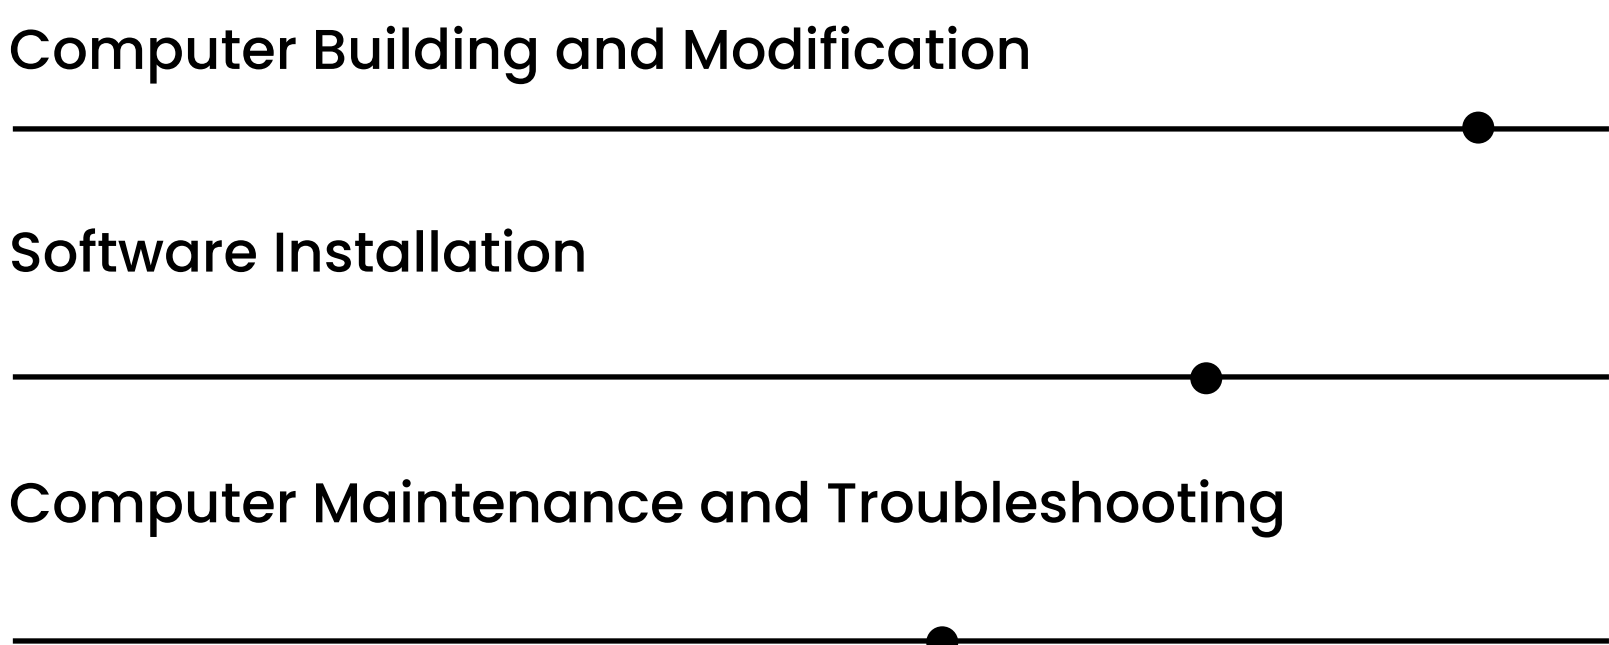 Computer Building and Modification
Software Installation
Computer Maintenance and Troubleshooting